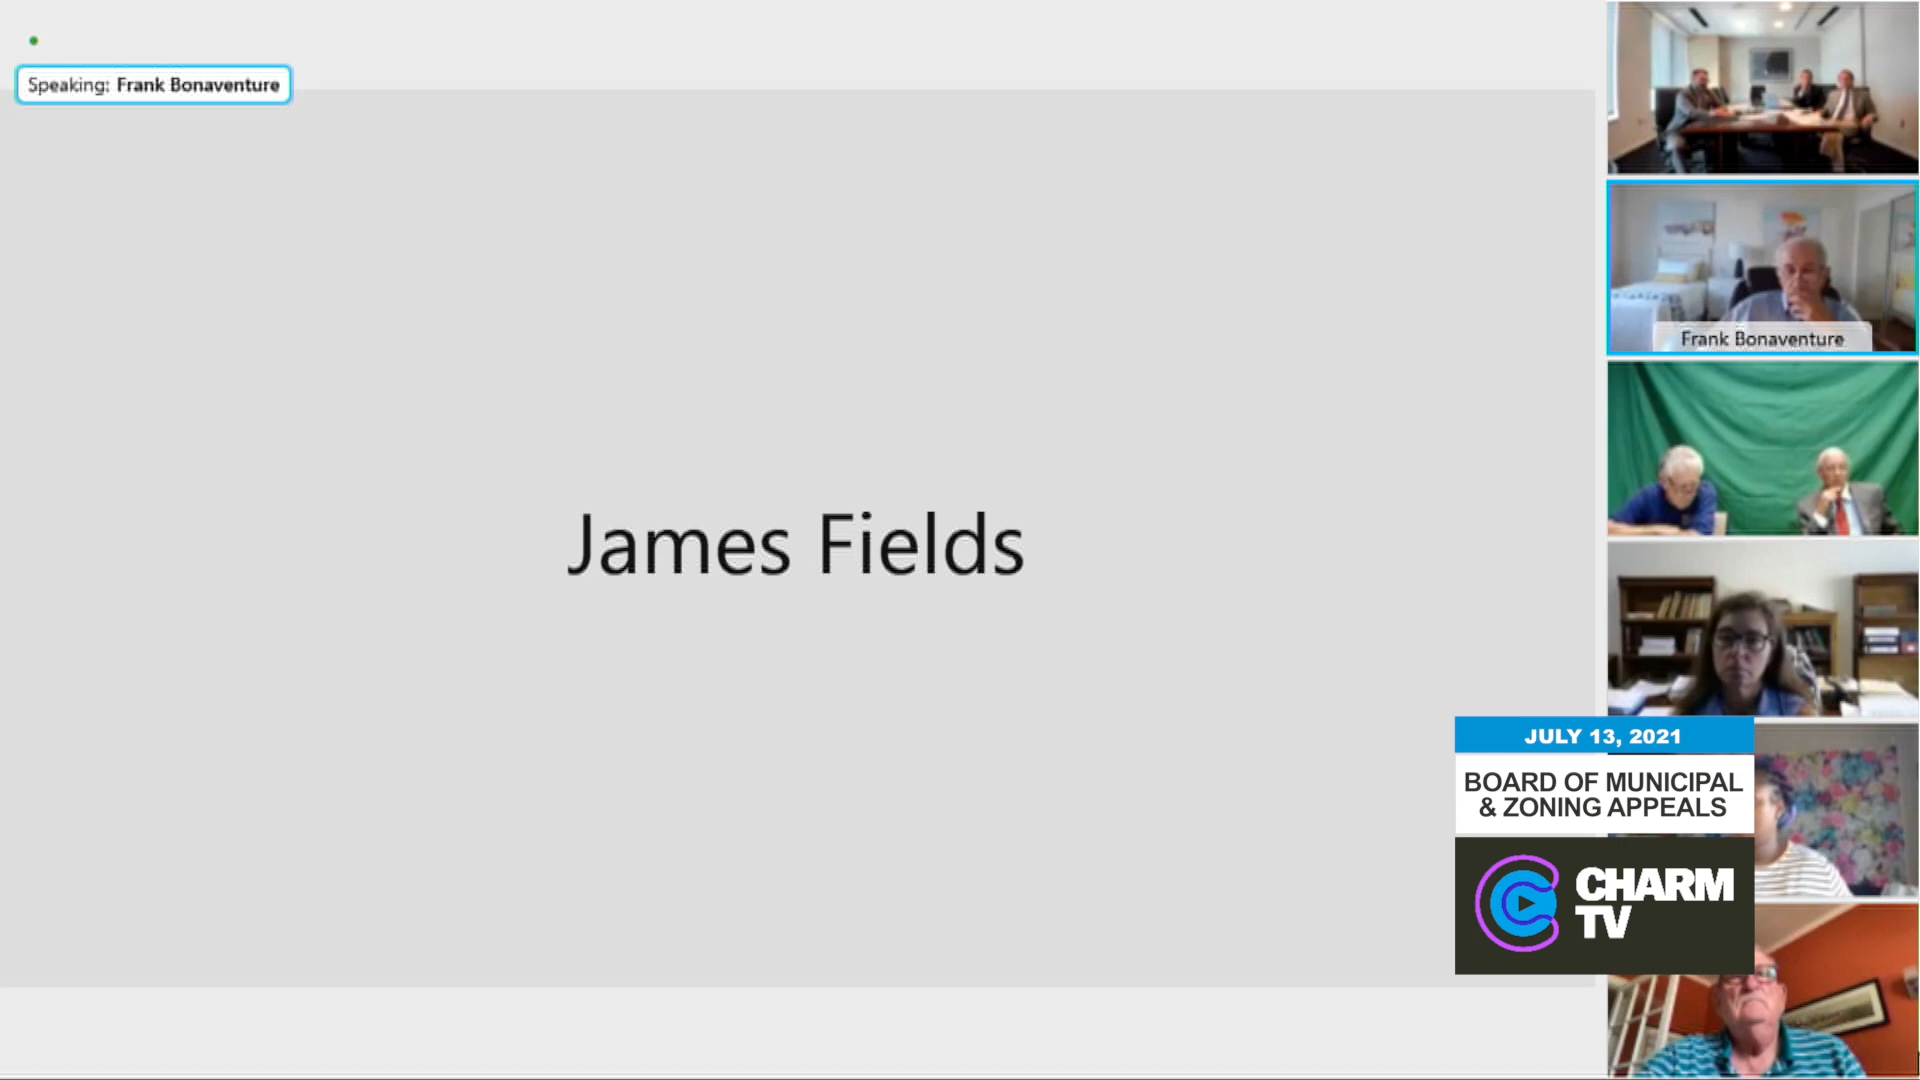 Speaking: Frank Bonaventure
James Fields
Frank Bonaventure
JULY 13, 2021
BOARD OF MUNICIPAL
& ZONING APPEALS
CHARM
TV